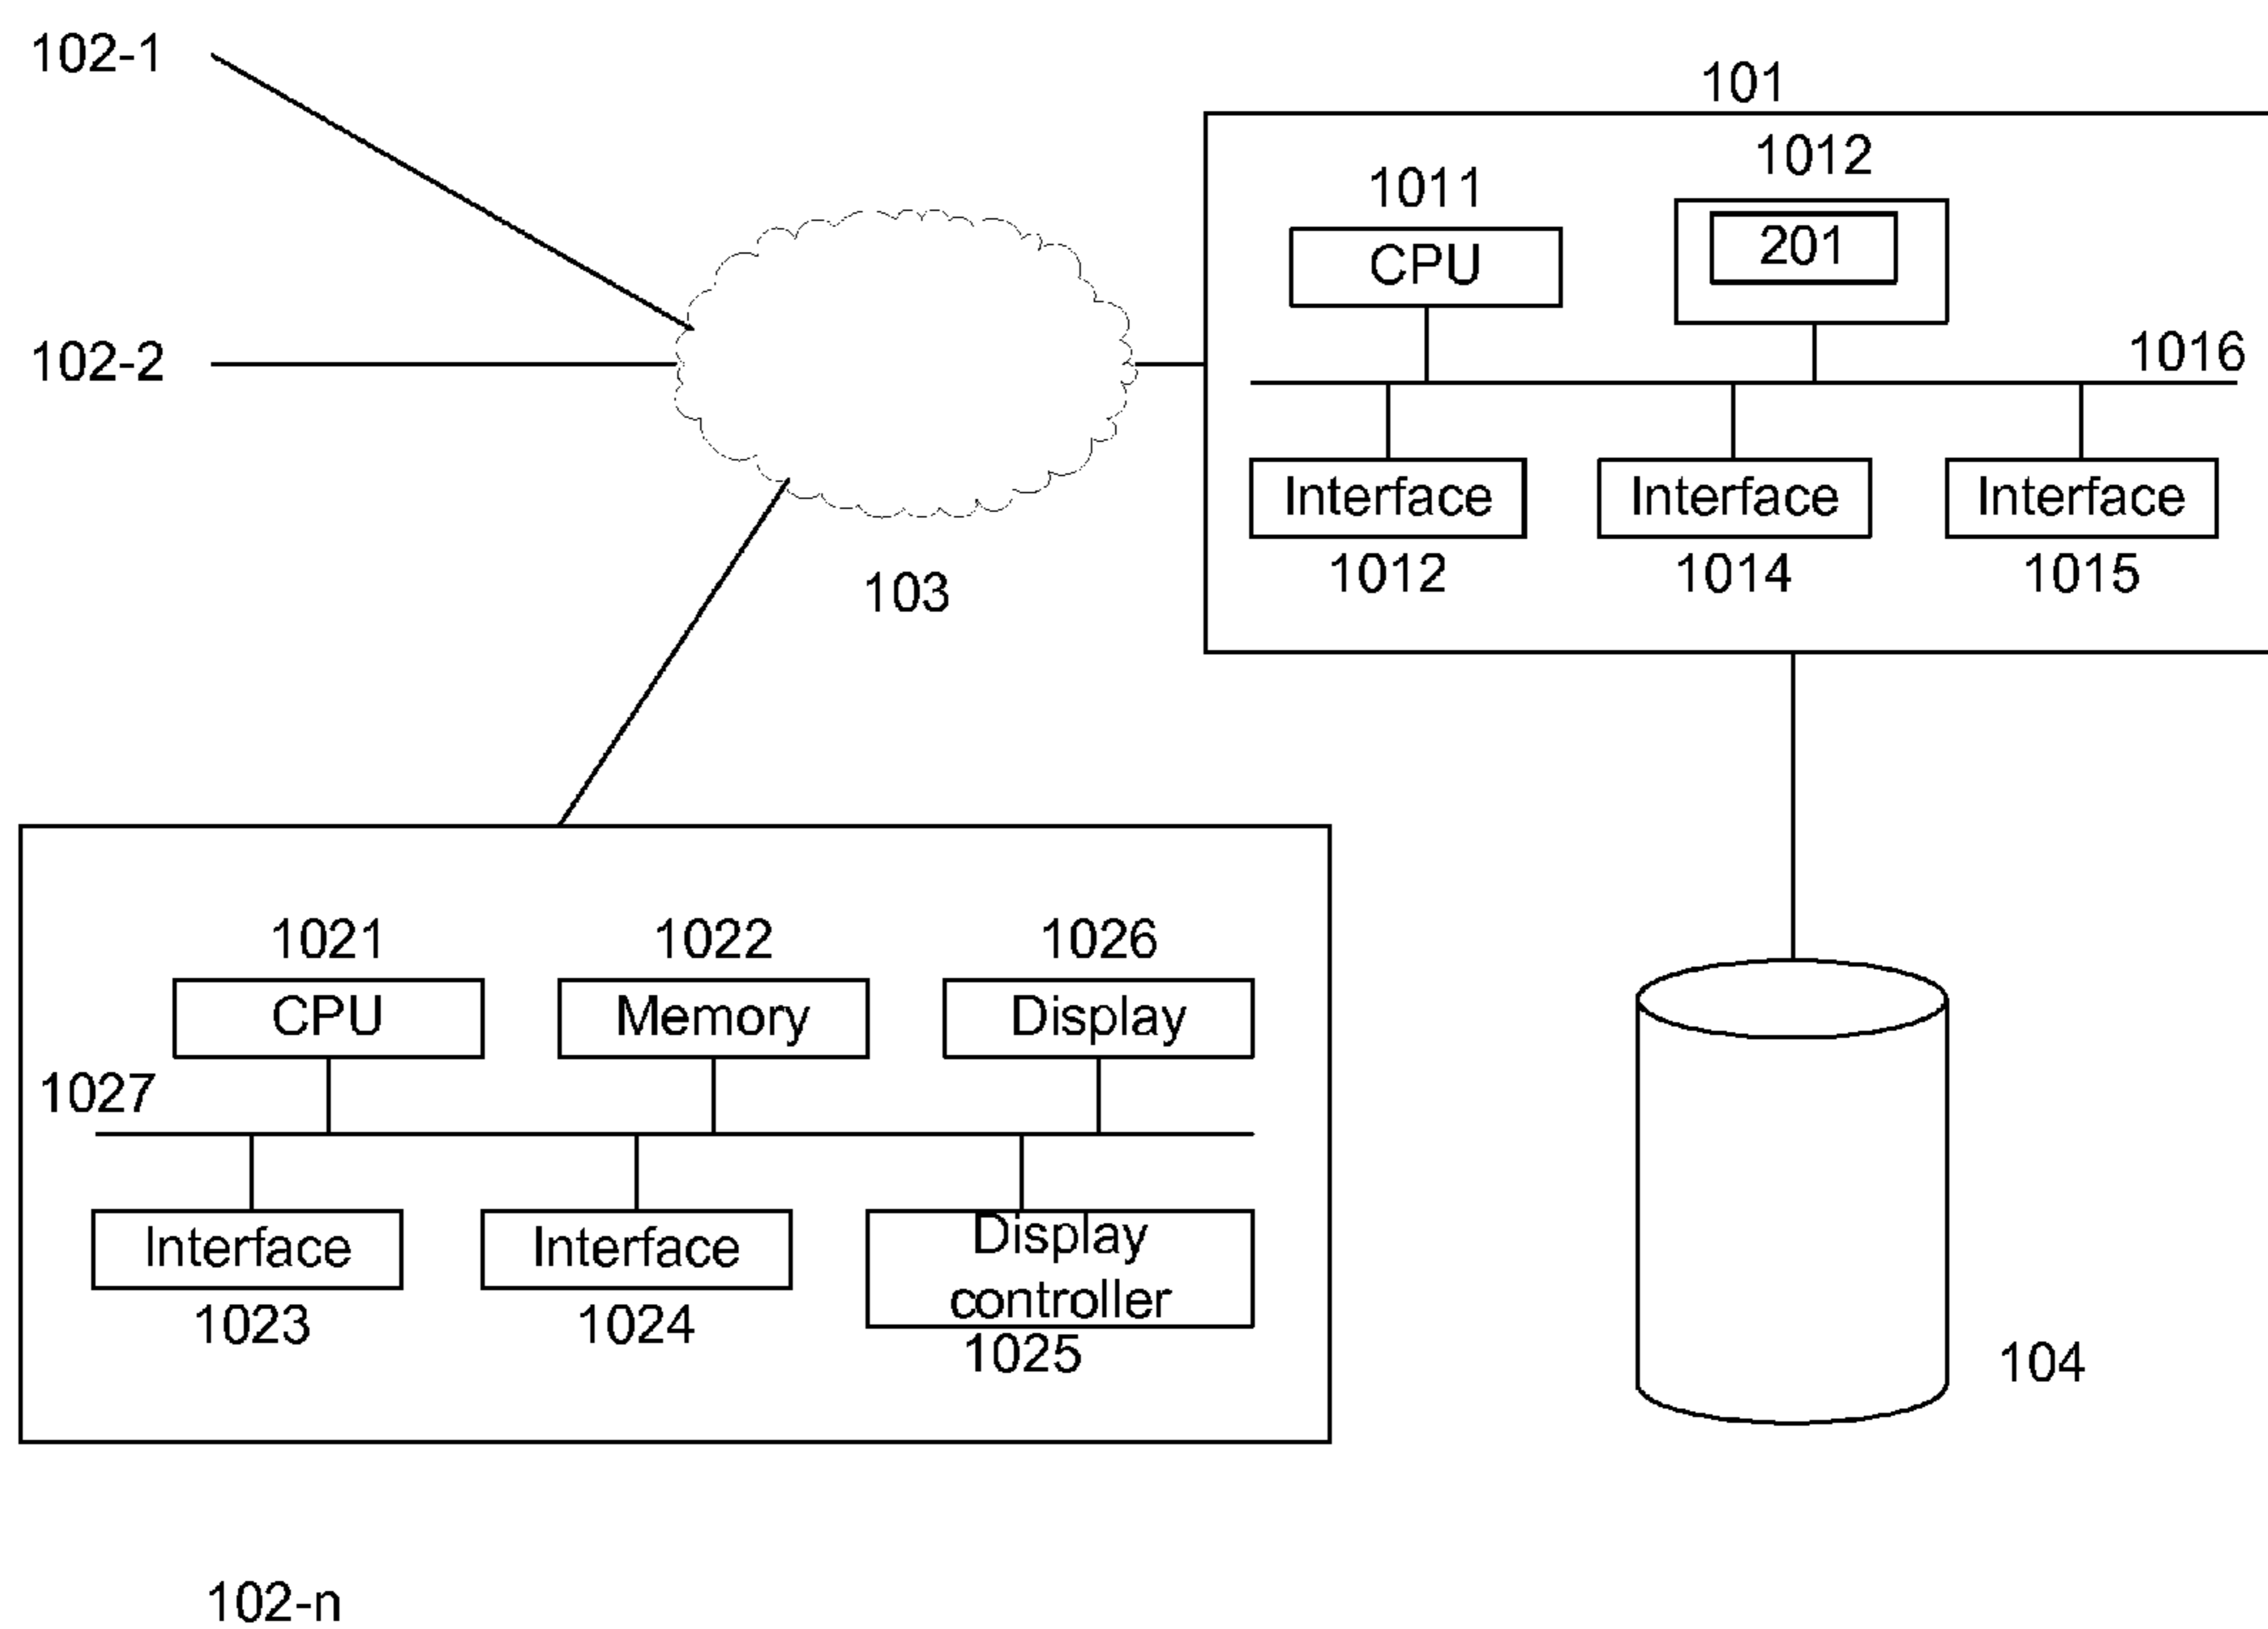 102-1
101
1012
1011
201
CPU
102-2
1016
Interface
Interface
Interface
1012
1014
1015
103
1021
1022
1026
CPU
Memory
Display
1027
Interface
Interface
Display
controller
1023
1024
1025
104
102-n